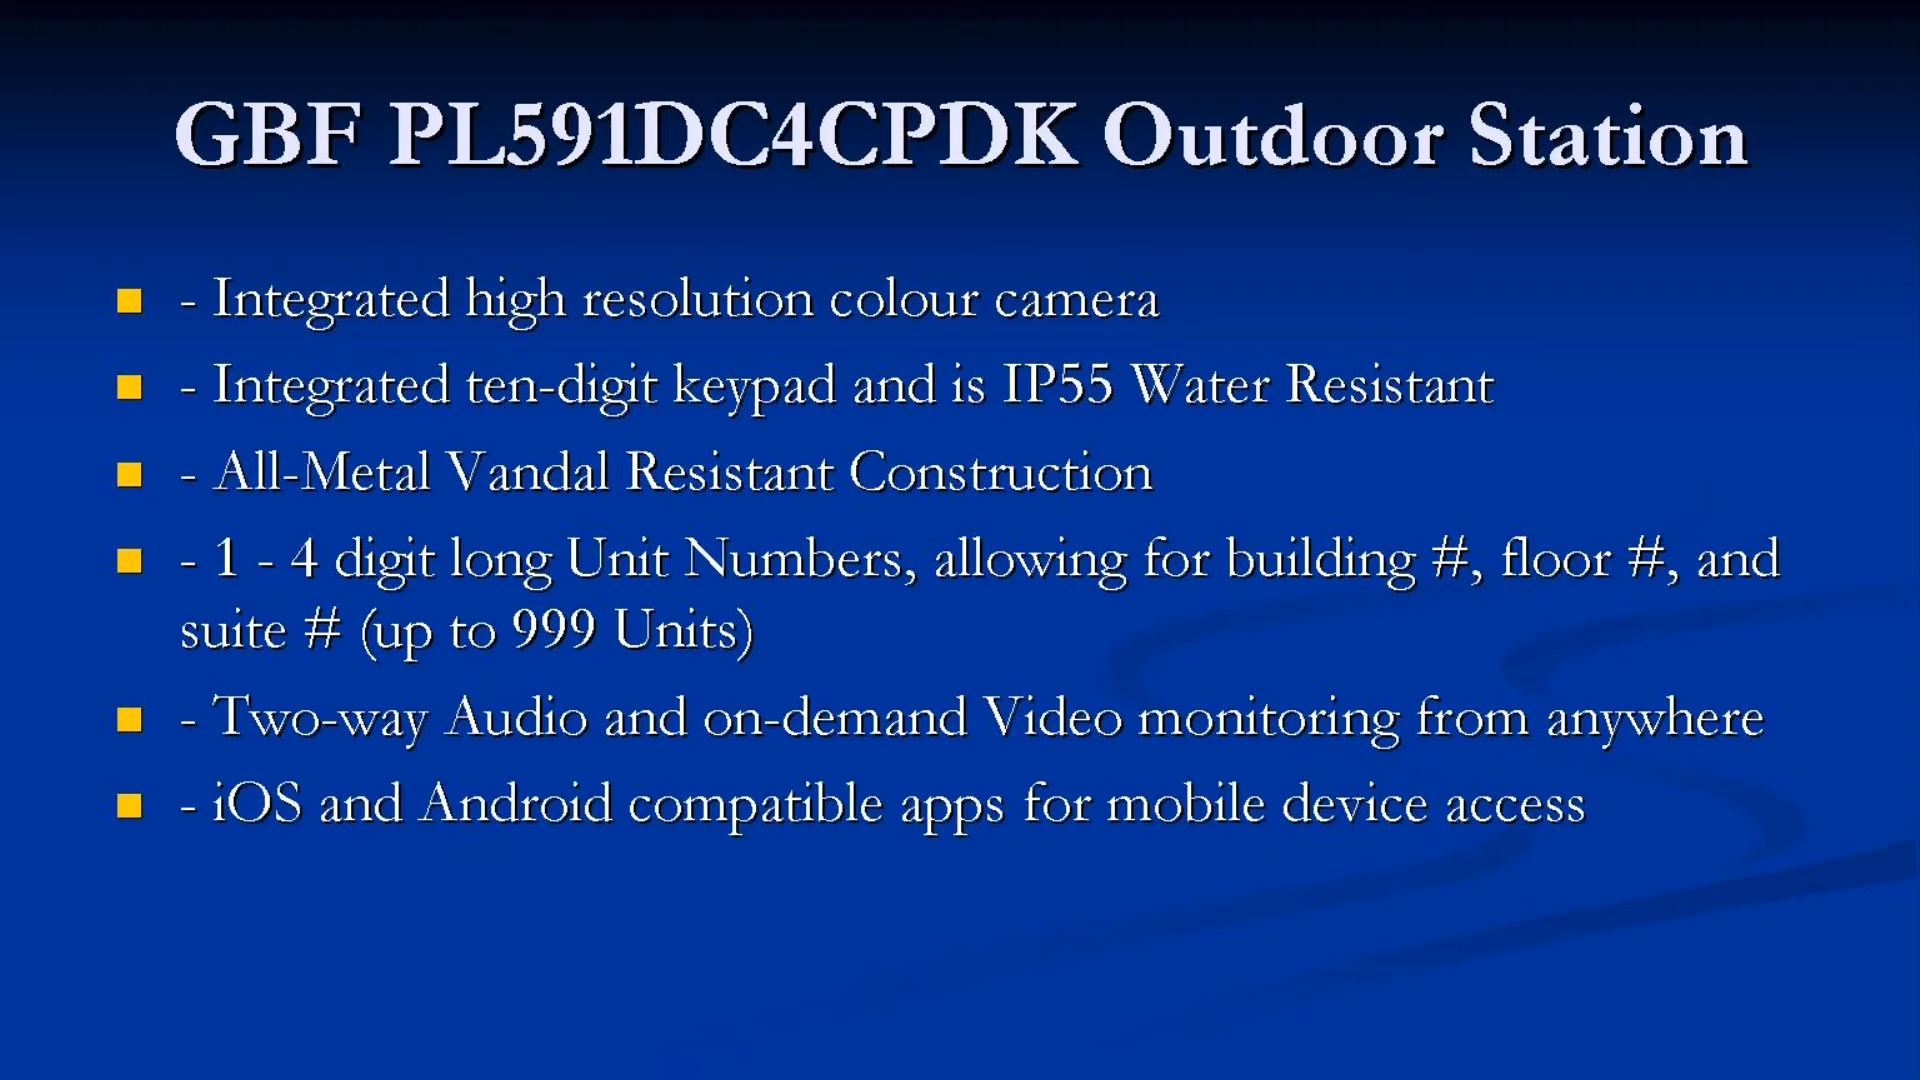 GBF PL591DC4CPDK Outdoor Station
- Integrated high resolution colour camera
- Integrated ten-digit keypad and is IP55 Water Resistant
- All-Metal Vandal Resistant Construction
- 1 - 4 digit long Unit Numbers, allowing for building #, floor #, and
suite # (up to 999 Units)
- Two-way Audio and on-demand Video monitoring from anywhere
- iOS and Android compatible apps for mobile device access